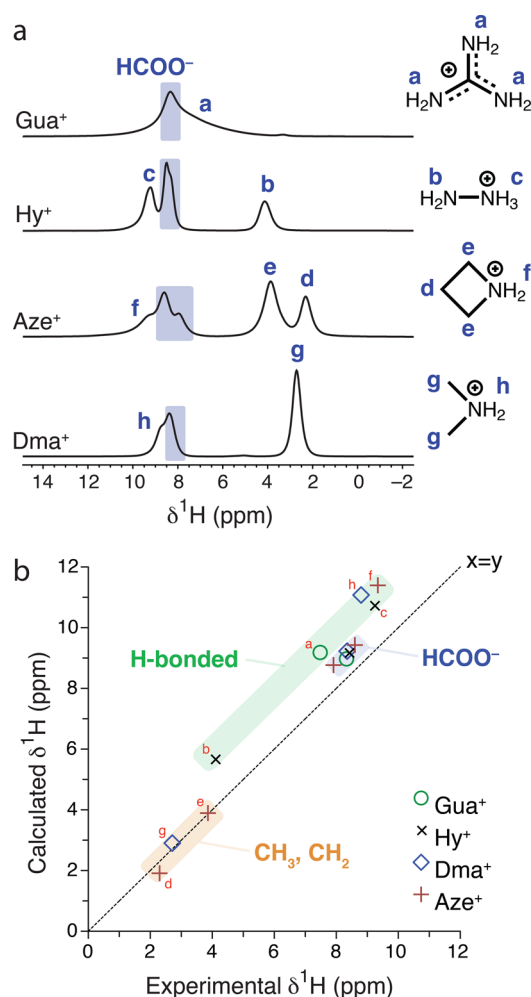 a
HCOO⁻
a
Gua⁺
a
NH₂
a
a
H₂N
NH₂
c
b
Hy⁺
b
c
H₂N
NH₃
f
e
d
Aze⁺
e
f
d
NH₂
e
h
g
Dma⁺
g
h
NH₂
g
14 12 10 8 6 4 2 0 −2
δ¹H (ppm)
b
x=y
Calculated δ¹H (ppm)
12
10
8
6
4
2
0
H-bonded
HCOO⁻
CH₃, CH₂
h
f
c
a
b
e
g
d
Gua⁺
Hy⁺
Dma⁺
Aze⁺
0 2 4 6 8 10 12
Experimental δ¹H (ppm)